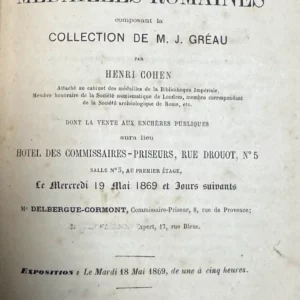 MÉDAILLES ROMAINES
composant la
COLLECTION DE M. J. GRÉAU
PAR
HENRI COHEN
Attaché au cabinet des médailles de la Bibliothèque Impériale,
Membre honoraire de la Société numismatique de Londres, membre correspondant
de la Société archéologique de Rome, etc.
DONT LA VENTE AUX ENCHÈRES PUBLIQUES
aura lieu
HOTEL DES COMMISSAIRES-PRISEURS, RUE DROUOT, N° 5
SALLE N° 3, AU PREMIER ÉTAGE,
Le Mercredi 19 Mai 1869 et Jours suivants
Me DELBERGUE-CORMONT, Commissaire-Priseur, 8, rue de Provence;
Expert, 17, rue Bleue.
EXPOSITION: Le Mardi 18 Mai 1869, de une à cinq heures.